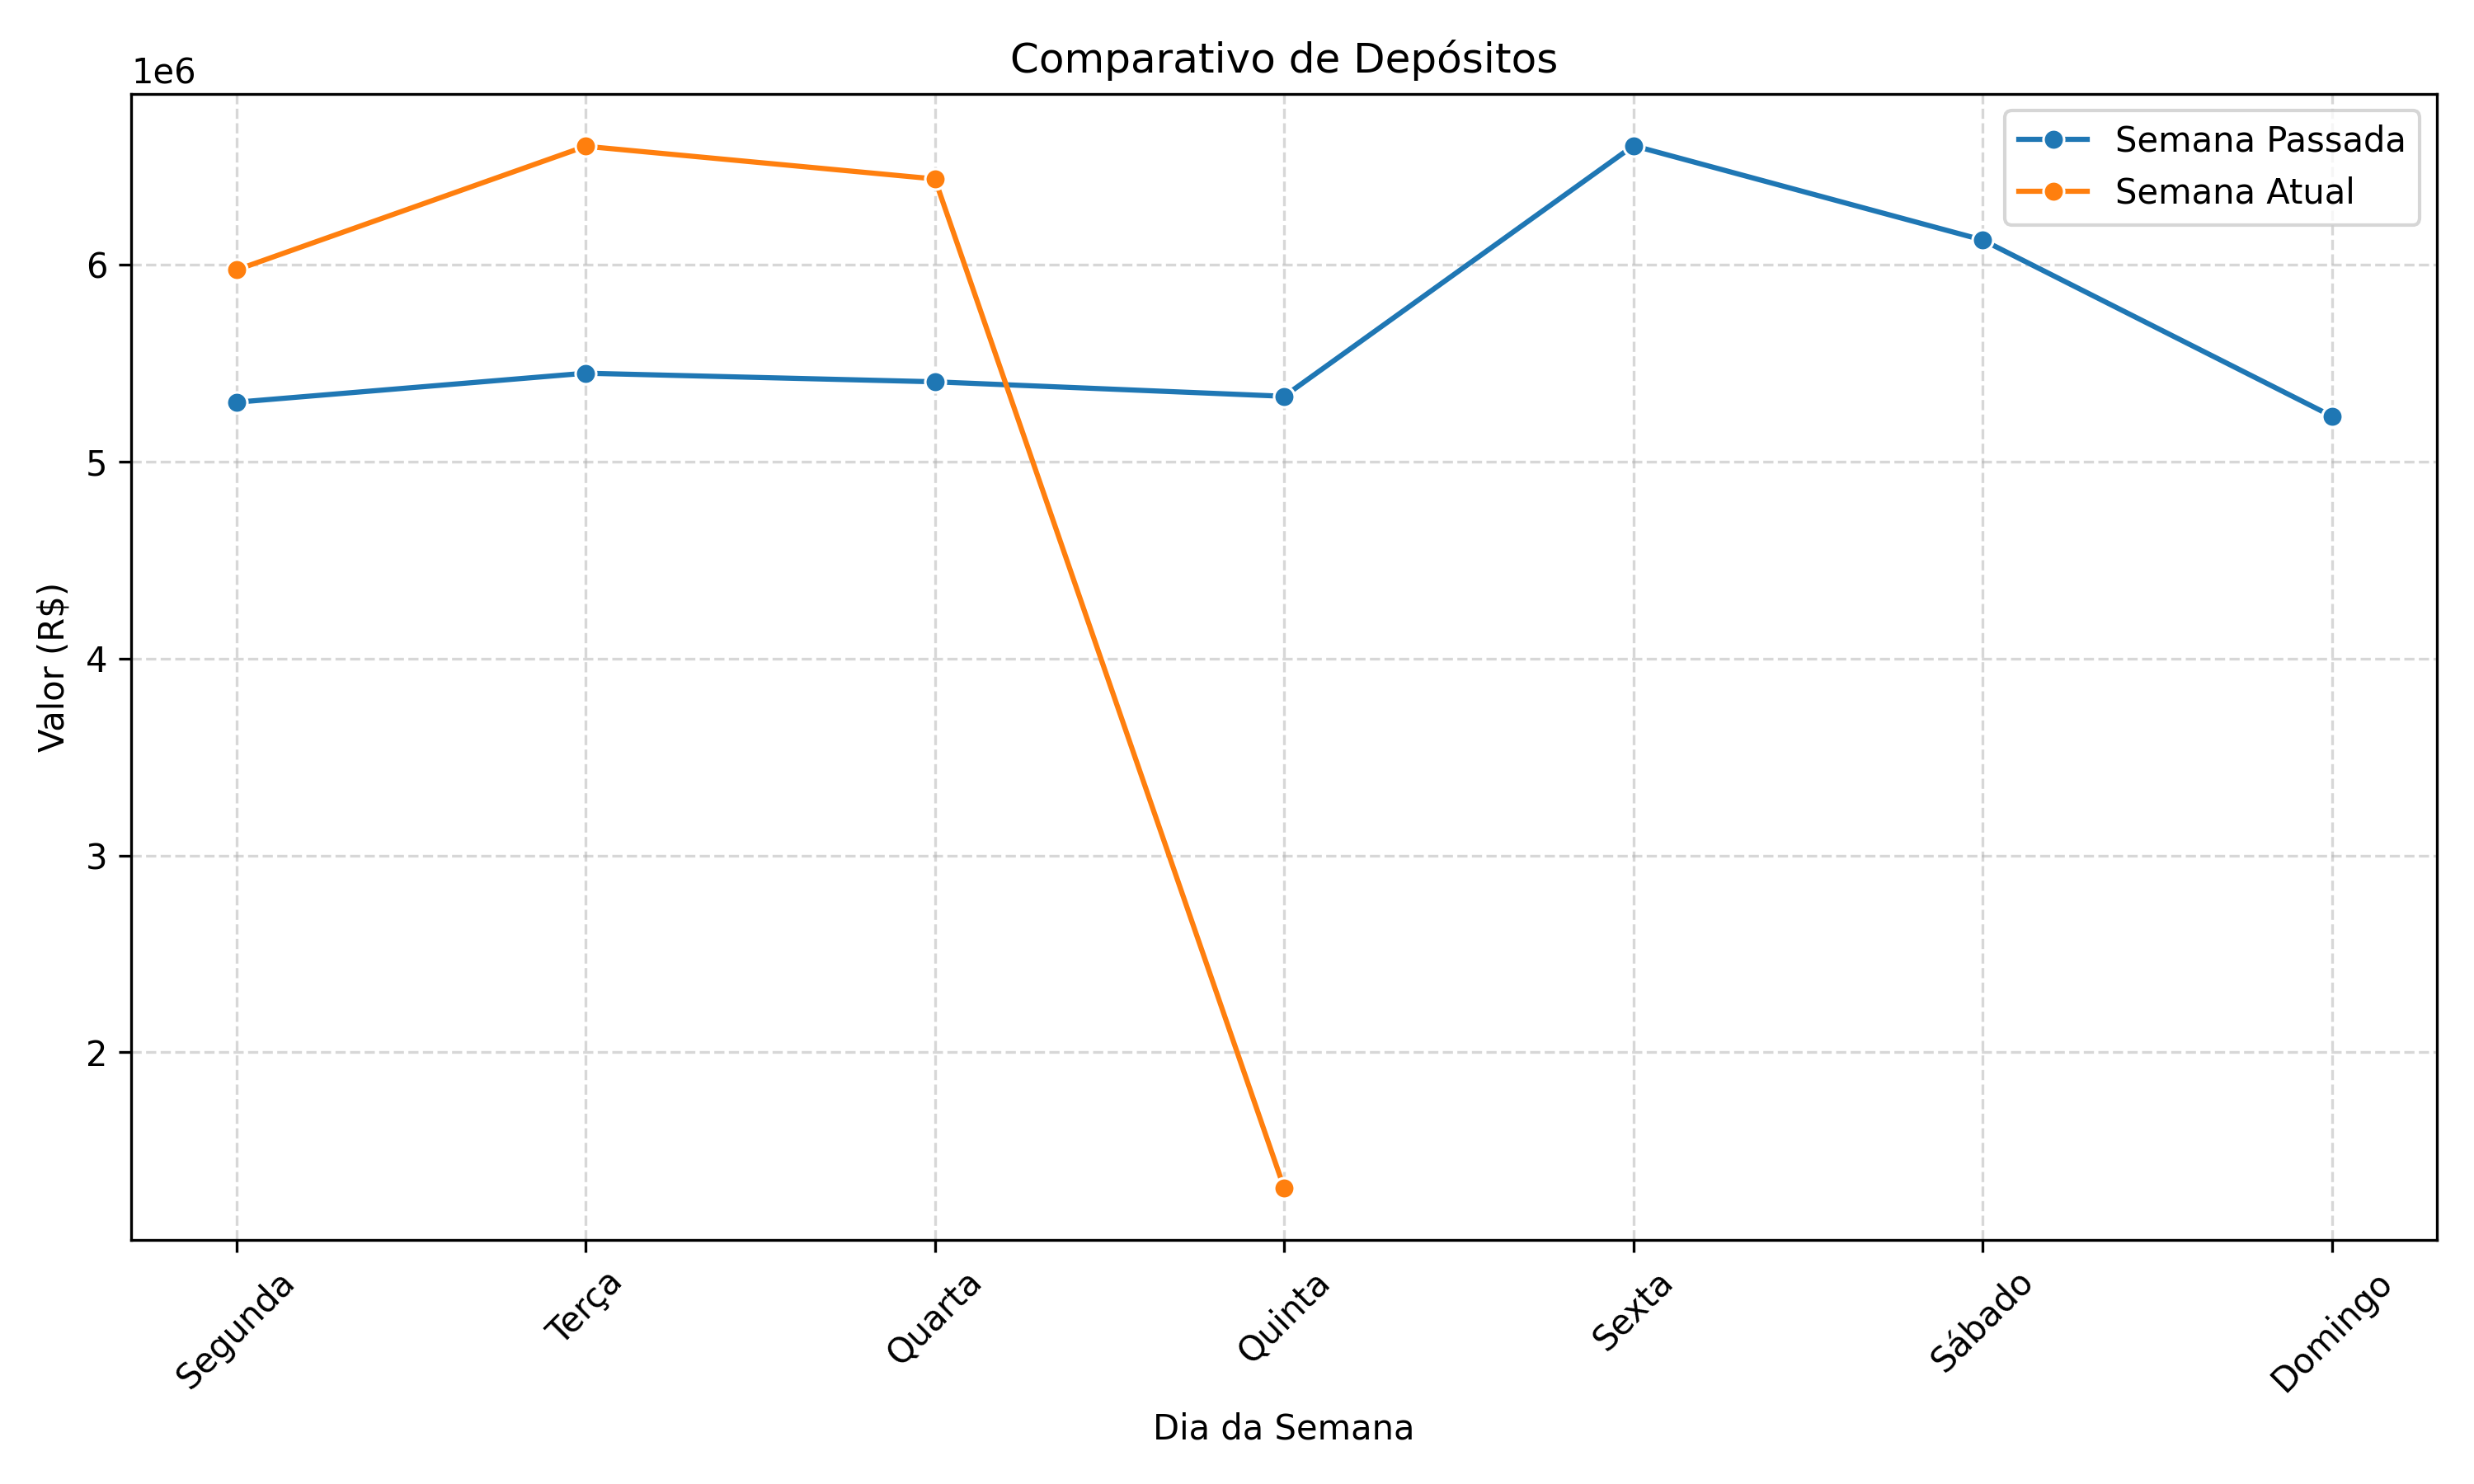 Comparativo de Depósitos
1e6
Semana Passada
Semana Atual
6
5
4
3
2
Valor (R$)
Segunda
Terça
Quarta
Quinta
Sexta
Sábado
Domingo
Dia da Semana